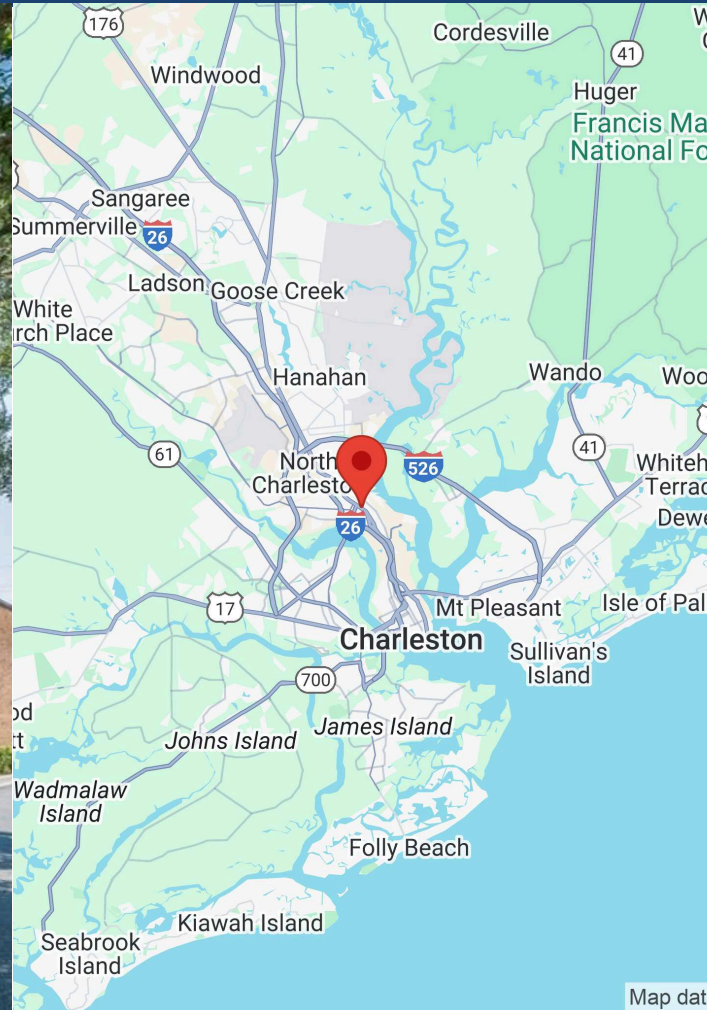 176
Cordesville
41
Windwood
Huger
Francis Ma
National Fo
Sangaree
Summerville
26
Ladson
Goose Creek
White
rch Place
Hanahan
Wando
Woo
61
41
North
Charlesto
526
Whiteh
Terrac
26
Dewe
17
Mt Pleasant
Isle of Pal
Charleston
Sullivan's
Island
700
od
tt
James Island
Johns Island
Wadmalaw
Island
Folly Beach
Kiawah Island
Seabrook
Island
Map dat